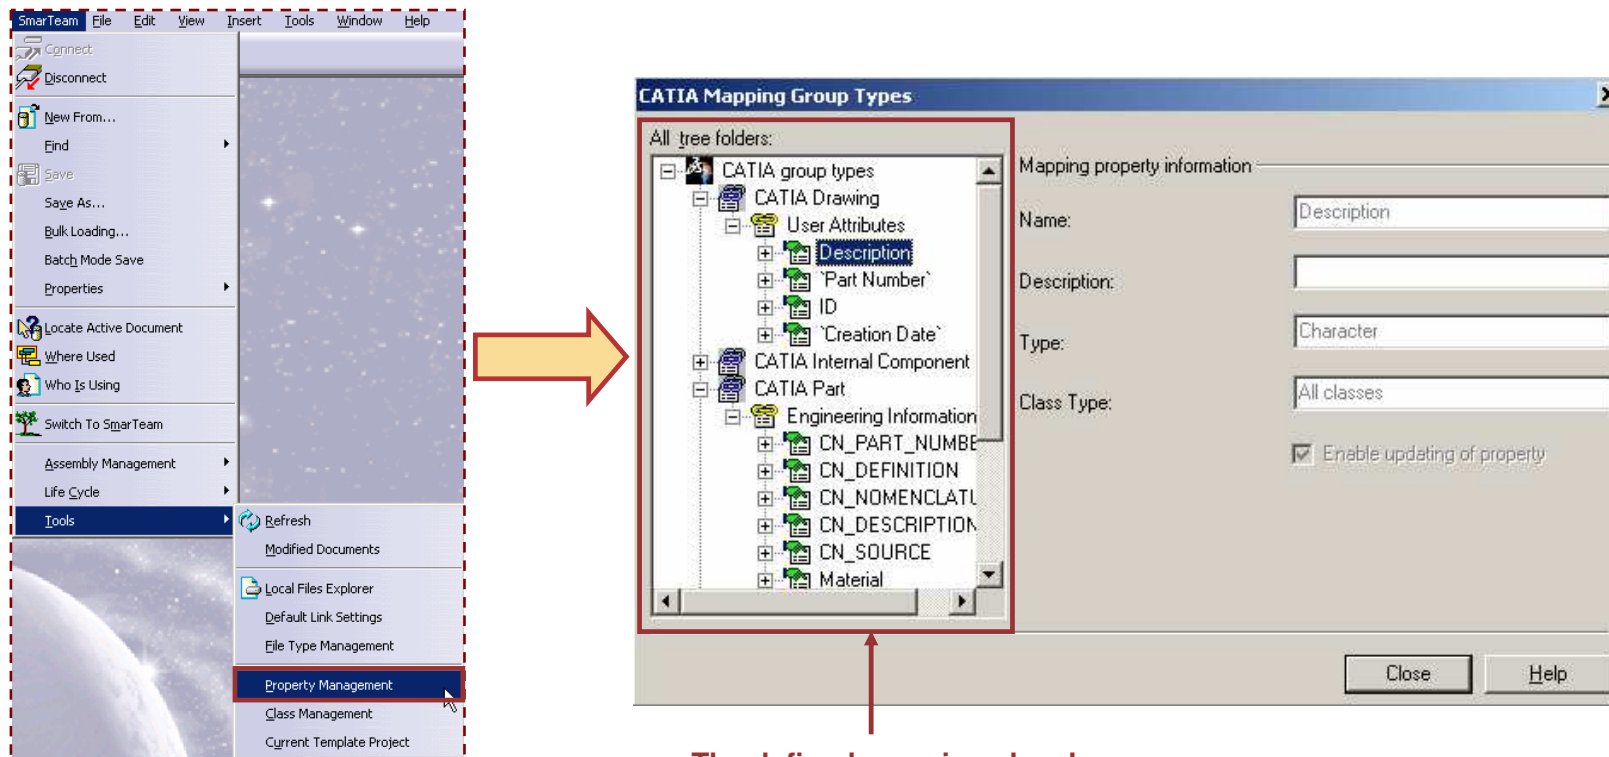 SmarTeam File Edit View Insert Tools Window Help
Connect
Disconnect
New From...
Find
Save
Save As...
Bulk Loading...
Batch Mode Save
Properties
Locate Active Document
Where Used
Who Is Using
Switch To SmarTeam
Assembly Management
Life Cycle
Tools
Refresh
Modified Documents
Local Files Explorer
Default Link Settings
File Type Management
Property Management
Class Management
Current Template Project
CATIA Mapping Group Types
All tree folders:
CATIA group types
CATIA Drawing
User Attributes
Description
`Part Number`
ID
`Creation Date`
CATIA Internal Component
CATIA Part
Engineering Information
CN_PART_NUMBE
CN_DEFINITION
CN_NOMENCLATU
CN_DESCRIPTION
CN_SOURCE
Material
Mapping property information
Name: Description
Description:
Type: Character
Class Type: All classes
Enable updating of property
Close Help